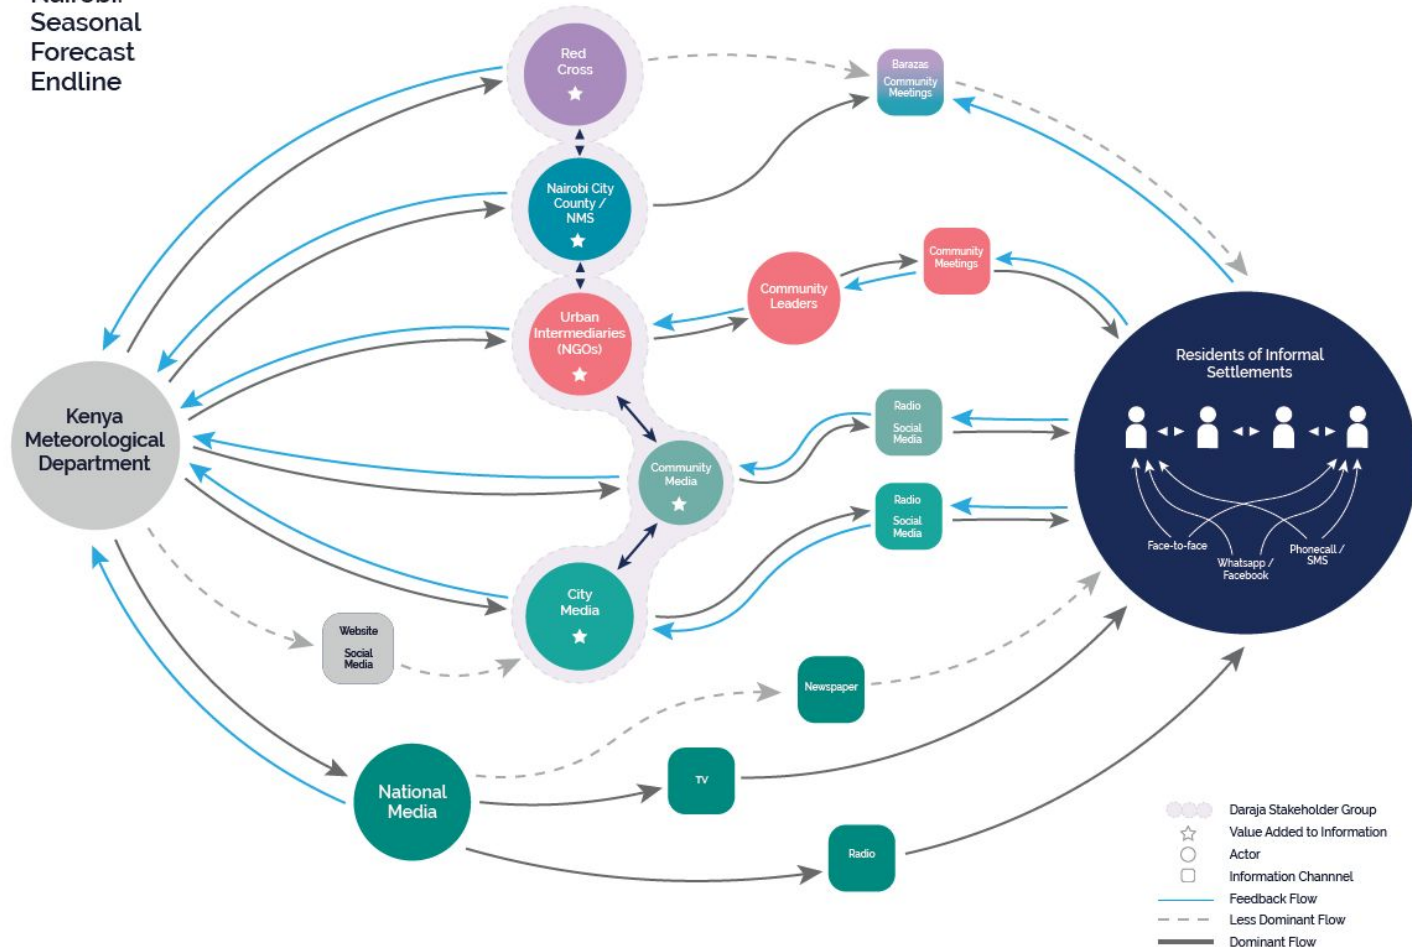 Seasonal
Forecast
Endline
Red
Cross
Barazas
Community
Meetings
Nairobi City
County /
NMS
Community
Meetings
Community
Leaders
Urban
Intermediaries
(NGOs)
Residents of Informal
Settlements
Kenya
Meteorological
Department
Radio
Social
Media
Community
Media
Radio
Social
Media
Face-to-face
Whatsapp /
Facebook
Phonecall /
SMS
City
Media
Website
Social
Media
Newspaper
TV
National
Media
Radio
Daraja Stakeholder Group
Value Added to Information
Actor
Information Channnel
Feedback Flow
Less Dominant Flow
Dominant Flow